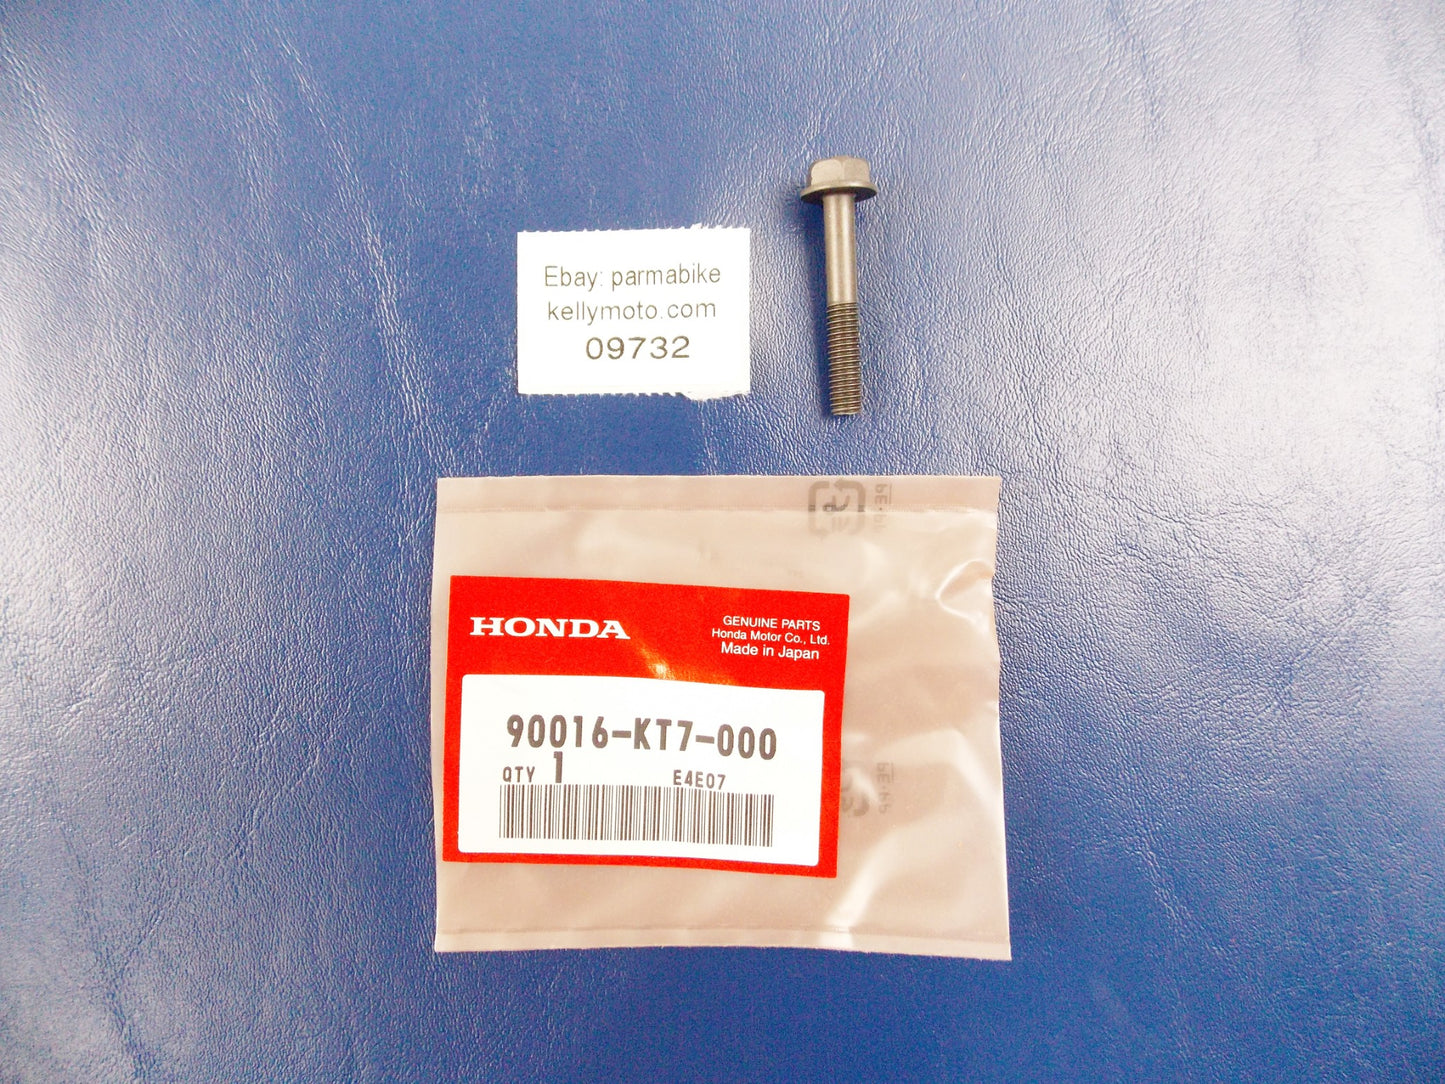 Ebay: parmabike
kellymoto.com
09732
HONDA
GENUINE PARTS
Honda Motor Co., Ltd.
Made in Japan
90016-KT7-000
QTY 1 E4E07